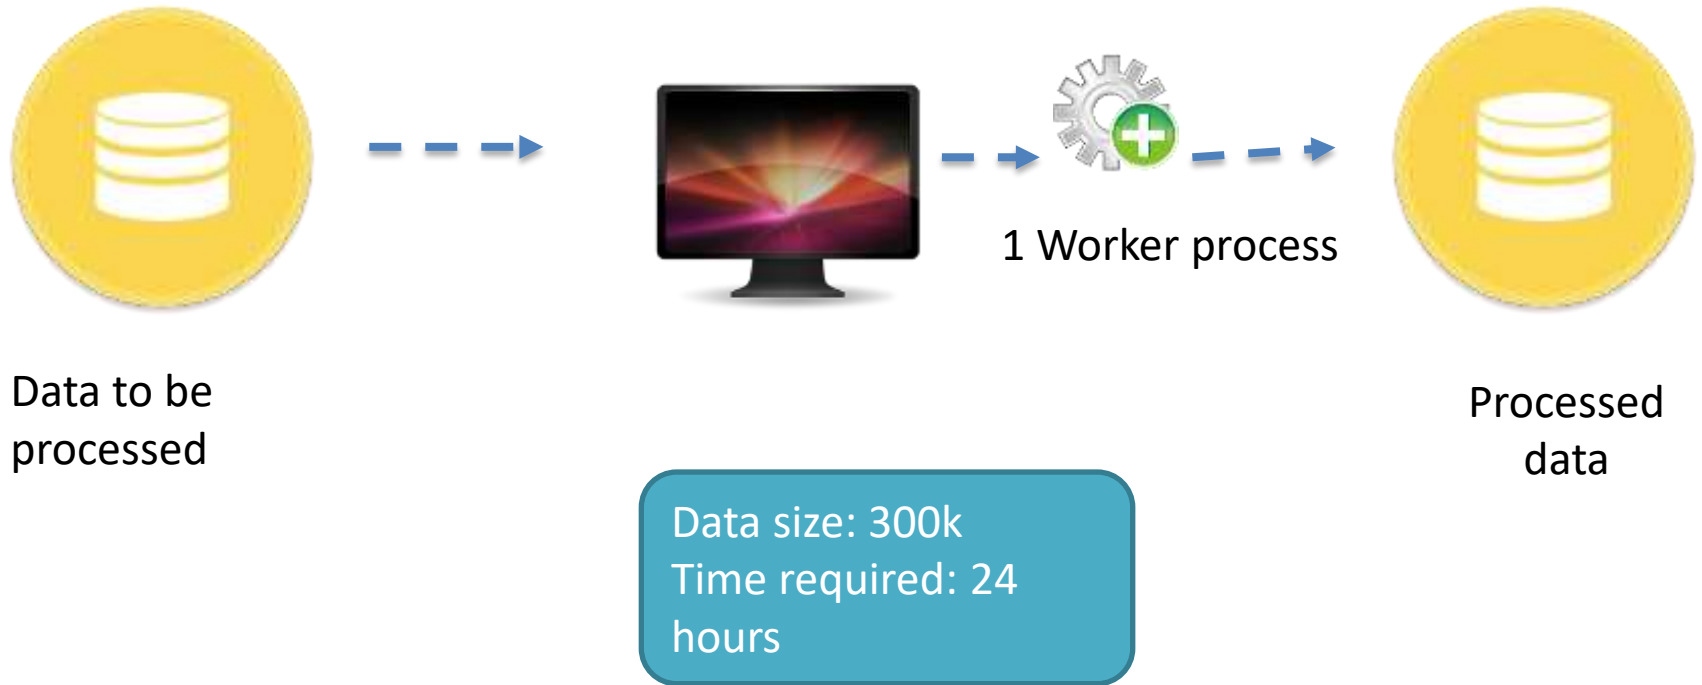 1 Worker process
Data to be
processed
Processed
data
Data size: 300k
Time required: 24
hours